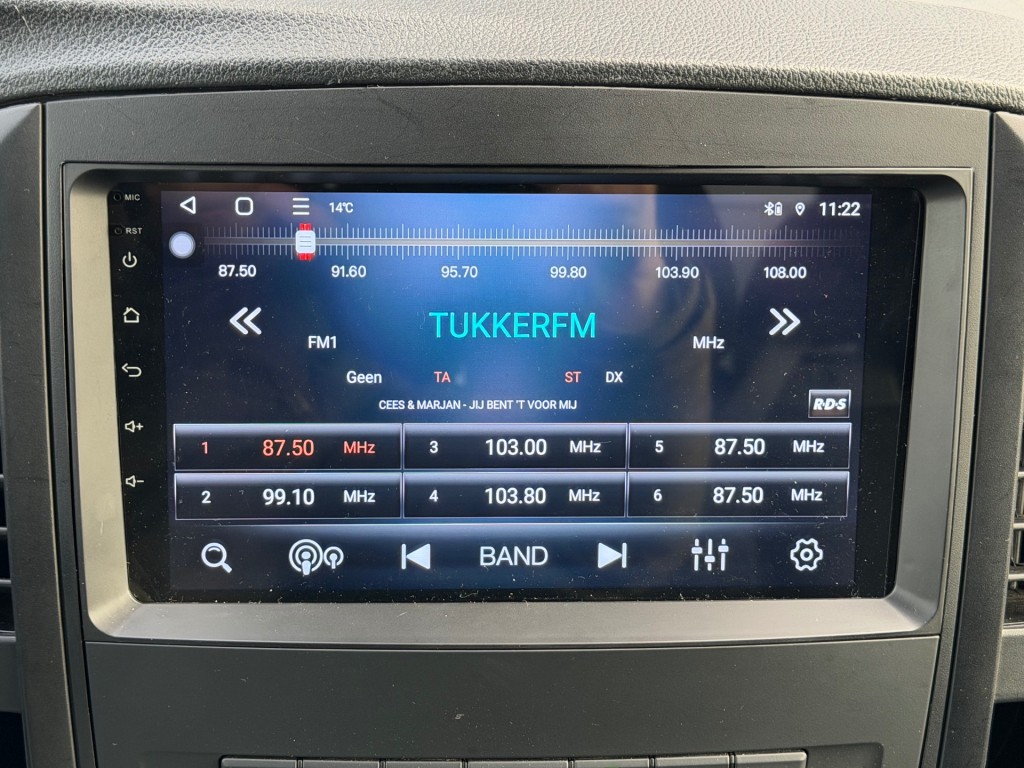 MIC
14°C
11:22
RST
87.50 91.60 95.70 99.80 103.90 108.00
TUKKERFM
FM1 MHz
Geen TA ST DX
CEES & MARJAN - JIJ BENT 'T VOOR MIJ
R·D·S
1 87.50 MHz 3 103.00 MHz 5 87.50 MHz
2 99.10 MHz 4 103.80 MHz 6 87.50 MHz
BAND